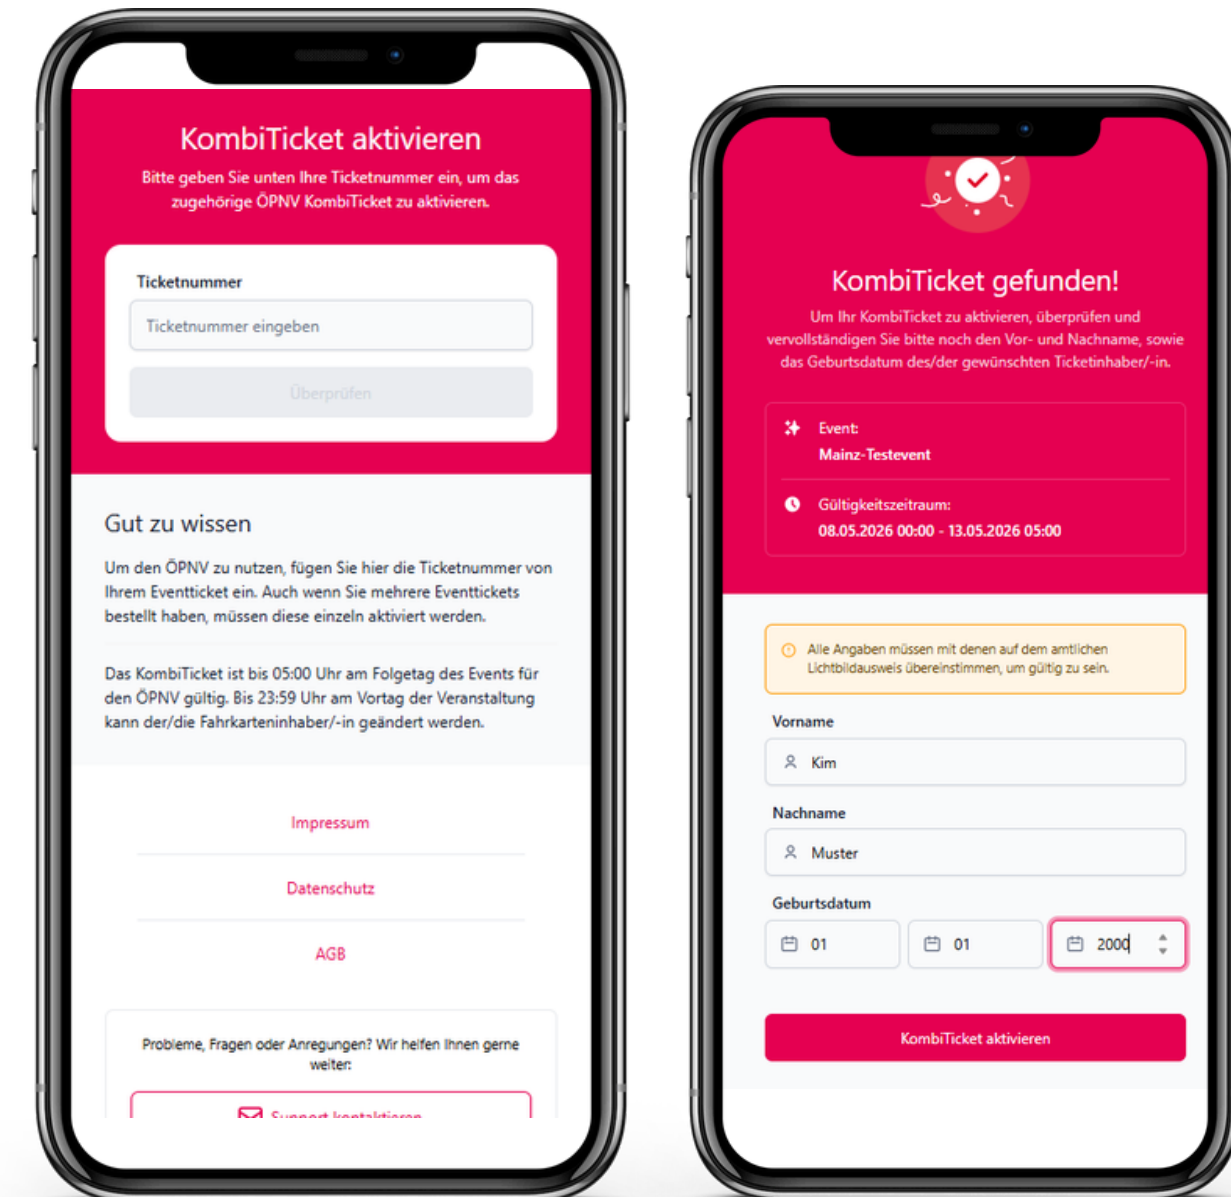 KombiTicket aktivieren
Bitte geben Sie unten Ihre Ticketnummer ein, um das
zugehörige ÖPNV KombiTicket zu aktivieren.
Ticketnummer
Ticketnummer eingeben
Überprüfen
Gut zu wissen
Um den ÖPNV zu nutzen, fügen Sie hier die Ticketnummer von
Ihrem Eventticket ein. Auch wenn Sie mehrere Eventtickets
bestellt haben, müssen diese einzeln aktiviert werden.
Das KombiTicket ist bis 05:00 Uhr am Folgetag des Events für
den ÖPNV gültig. Bis 23:59 Uhr am Vortag der Veranstaltung
kann der/die Fahrkarteninhaber/-in geändert werden.
Impressum
Datenschutz
AGB
Probleme, Fragen oder Anregungen? Wir helfen Ihnen gerne
weiter:
Support kontaktieren
KombiTicket gefunden!
Um Ihr KombiTicket zu aktivieren, überprüfen und
vervollständigen Sie bitte noch den Vor- und Nachname, sowie
das Geburtsdatum des/der gewünschten Ticketinhaber/-in.
Event:
Mainz-Testevent
Gültigkeitszeitraum:
08.05.2026 00:00 - 13.05.2026 05:00
Alle Angaben müssen mit denen auf dem amtlichen
Lichtbildausweis übereinstimmen, um gültig zu sein.
Vorname
Kim
Nachname
Muster
Geburtsdatum
01 01 2000
KombiTicket aktivieren